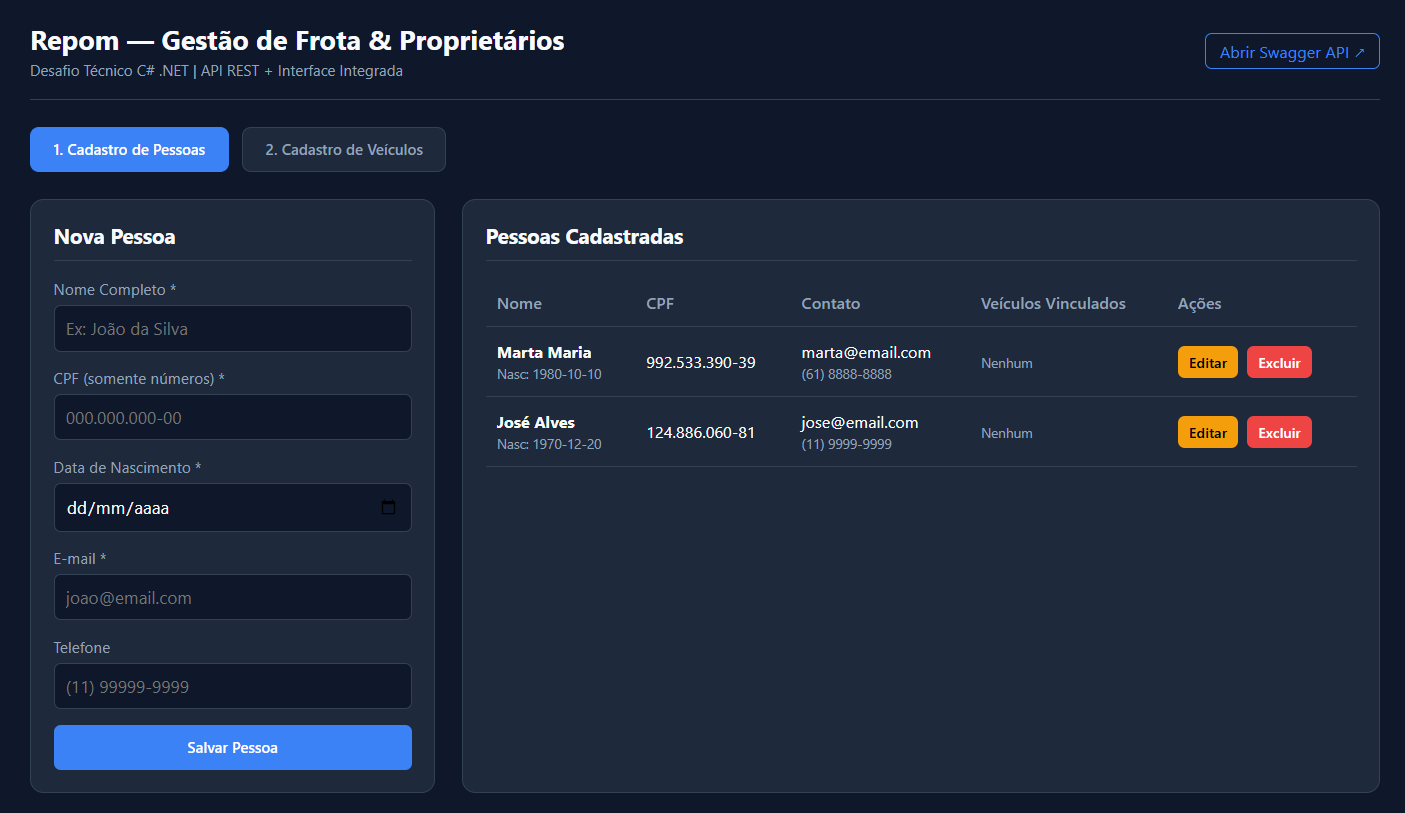 Repom — Gestão de Frota & Proprietários
Desafio Técnico C# .NET | API REST + Interface Integrada
Abrir Swagger API ↗
1. Cadastro de Pessoas
2. Cadastro de Veículos
Nova Pessoa
Nome Completo *
Ex: João da Silva
CPF (somente números) *
000.000.000-00
Data de Nascimento *
dd/mm/aaaa
E-mail *
joao@email.com
Telefone
(11) 99999-9999
Salvar Pessoa
Pessoas Cadastradas
Nome CPF Contato Veículos Vinculados Ações
Marta Maria 992.533.390-39 marta@email.com Nenhum Editar Excluir
Nasc: 1980-10-10 (61) 8888-8888
José Alves 124.886.060-81 jose@email.com Nenhum Editar Excluir
Nasc: 1970-12-20 (11) 9999-9999